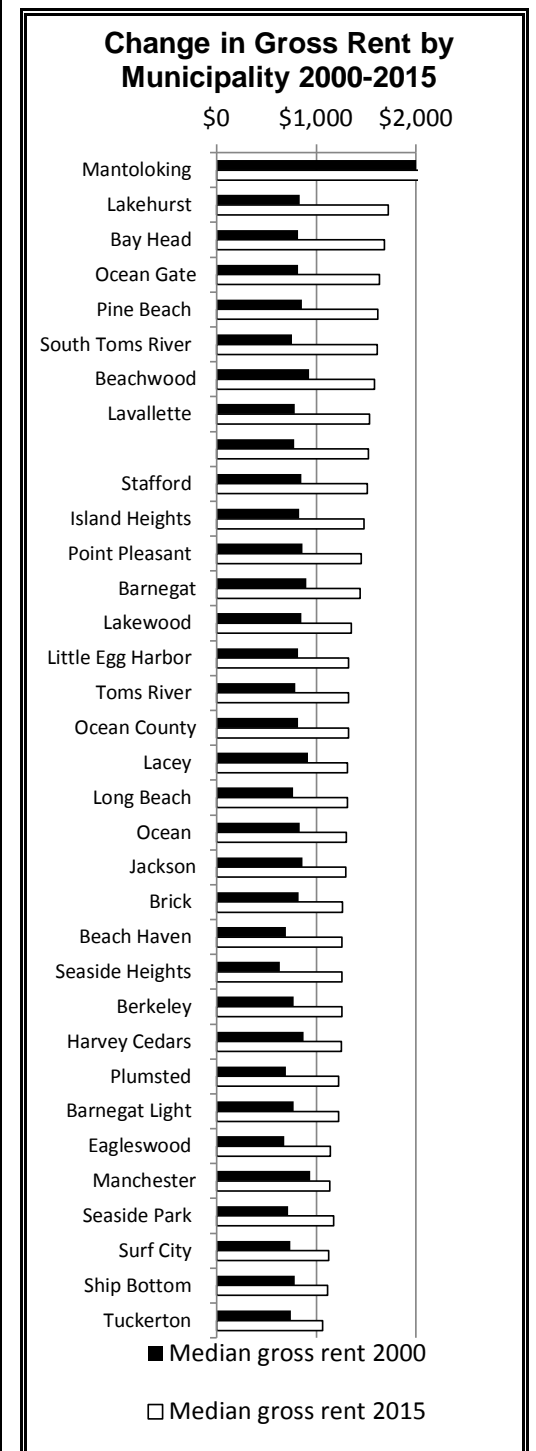 Change in Gross Rent by
Municipality 2000-2015
$0 $1,000 $2,000
Mantoloking
Lakehurst
Bay Head
Ocean Gate
Pine Beach
South Toms River
Beachwood
Lavallette
Stafford
Island Heights
Point Pleasant
Barnegat
Lakewood
Little Egg Harbor
Toms River
Ocean County
Lacey
Long Beach
Ocean
Jackson
Brick
Beach Haven
Seaside Heights
Berkeley
Harvey Cedars
Plumsted
Barnegat Light
Eagleswood
Manchester
Seaside Park
Surf City
Ship Bottom
Tuckerton
Median gross rent 2000
Median gross rent 2015